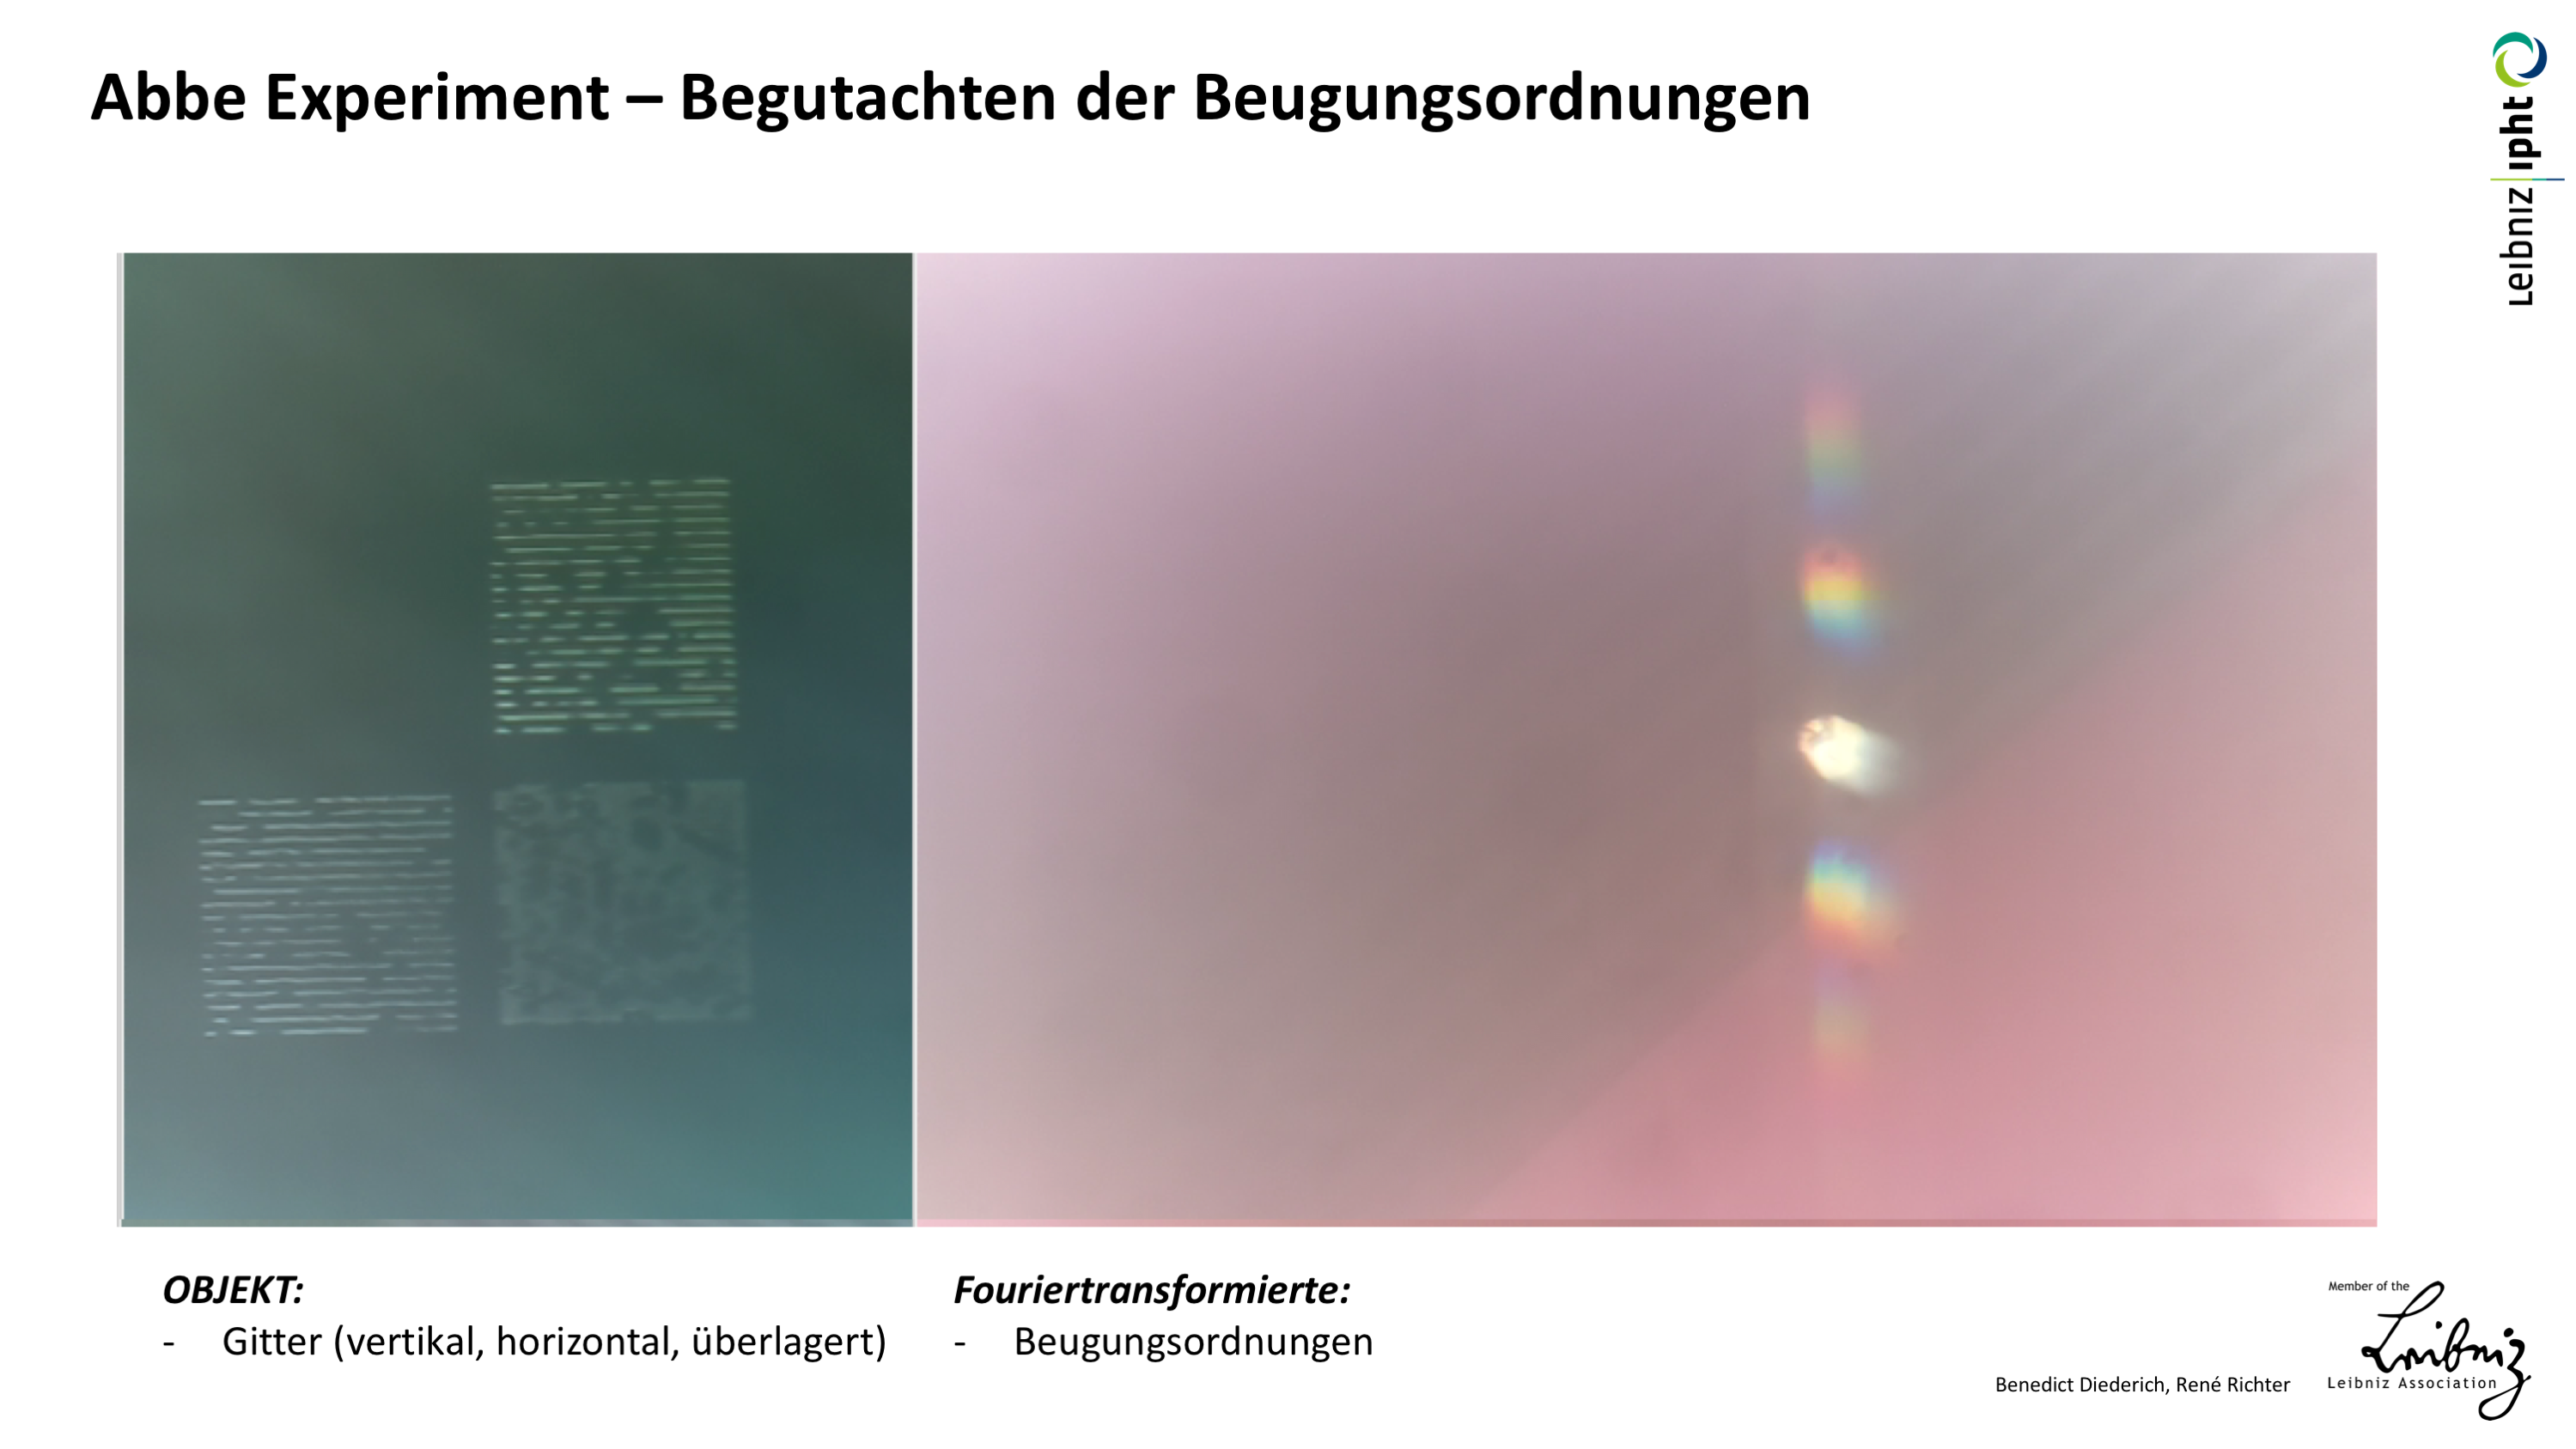 Abbe Experiment – Begutachten der Beugungsordnungen
Leibniz ipht
OBJEKT:
- Gitter (vertikal, horizontal, überlagert)
Fouriertransformierte:
- Beugungsordnungen
Benedict Diederich, René Richter
Member of the
Leibniz
Leibniz Association